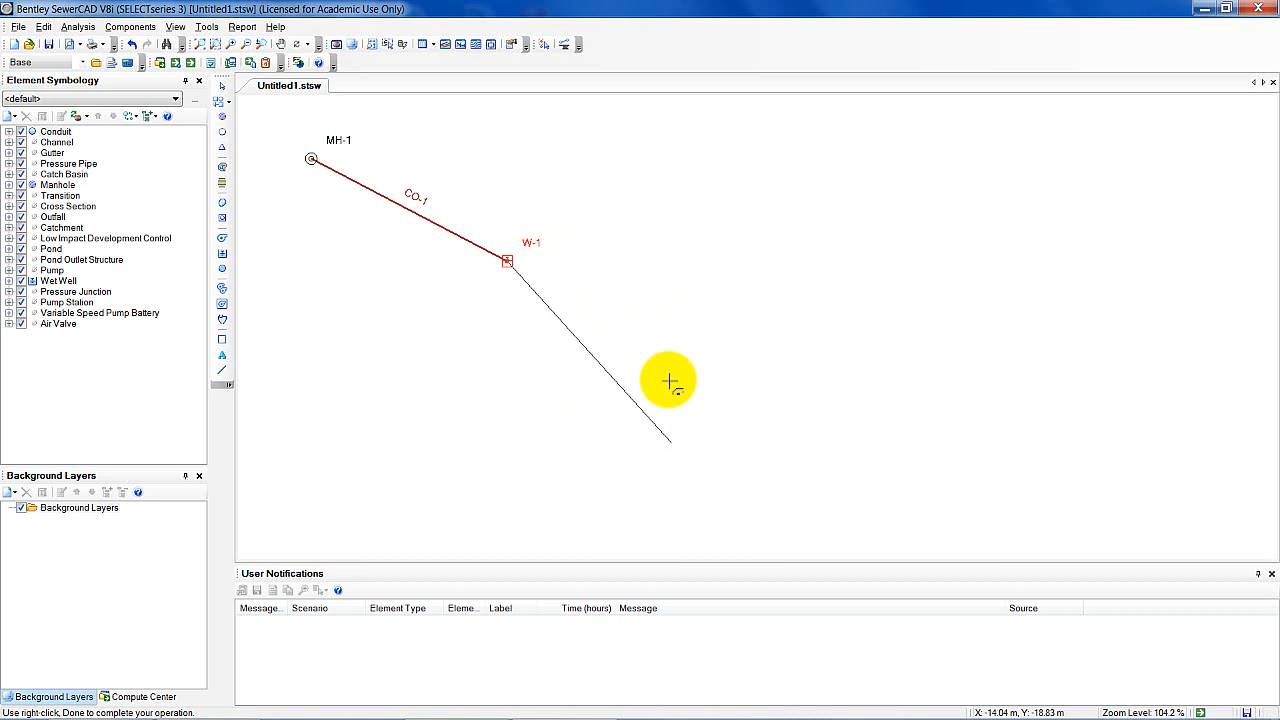 Bentley SewerCAD V8i (SELECTseries 3) [Untitled1.stsw] (Licensed for Academic Use Only)
File Edit Analysis Components View Tools Report Help
Base
Element Symbology
<default>
Conduit
Channel
Gutter
Pressure Pipe
Catch Basin
Manhole
Transition
Cross Section
Outfall
Catchment
Low Impact Development Control
Pond
Pond Outlet Structure
Pump
Wet Well
Pressure Junction
Pump Station
Variable Speed Pump Battery
Air Valve
Background Layers
Background Layers
Background Layers Compute Center
Untitled1.stsw
MH-1
CO-1
W-1
User Notifications
Message... Scenario Element Type Eleme... Label Time (hours) Message Source
Use right-click, Done to complete your operation.
X: -14.04 m, Y: -18.83 m Zoom Level: 104.2 %